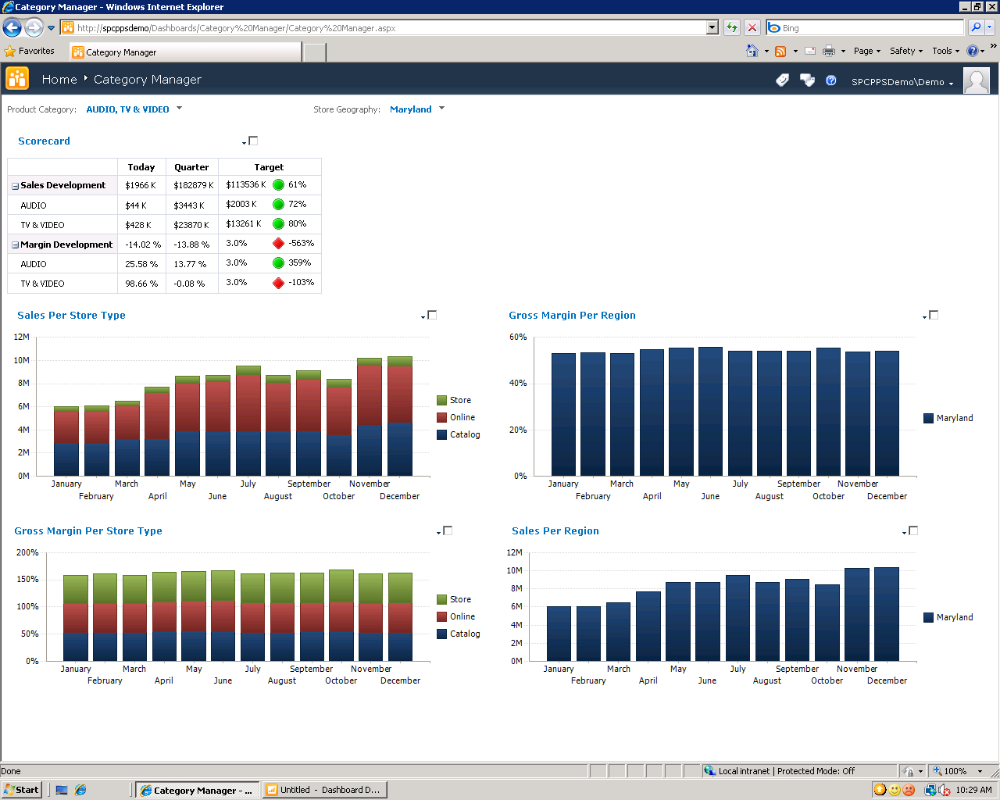 Category Manager - Windows Internet Explorer
http://spcppsdemo/Dashboards/Category%20Manager/Category%20Manager.aspx
Bing
Favorites
Category Manager
Page
Safety
Tools
Home
Category Manager
SPCPPSDemo\Demo
Product Category: AUDIO, TV & VIDEO
Store Geography: Maryland
Scorecard
Today Quarter Target
Sales Development $1966 K $182879 K $113536 K 61%
AUDIO $44 K $3443 K $2003 K 72%
TV & VIDEO $428 K $23870 K $13261 K 80%
Margin Development -14.02 % -13.88 % 3.0% -563%
AUDIO 25.58 % 13.77 % 3.0% 359%
TV & VIDEO 98.66 % -0.08 % 3.0% -103%
Sales Per Store Type
12M
10M
8M
6M
4M
2M
0M
January March May July September November
February April June August October December
Store
Online
Catalog
Gross Margin Per Region
60%
40%
20%
0%
January March May July September November
February April June August October December
Maryland
Gross Margin Per Store Type
200%
150%
100%
50%
0%
January March May July September November
February April June August October December
Store
Online
Catalog
Sales Per Region
12M
10M
8M
6M
4M
2M
0M
January March May July September November
February April June August October December
Maryland
Done
Local intranet | Protected Mode: Off
100%
Start
Category Manager - ...
Untitled - Dashboard D...
10:29 AM